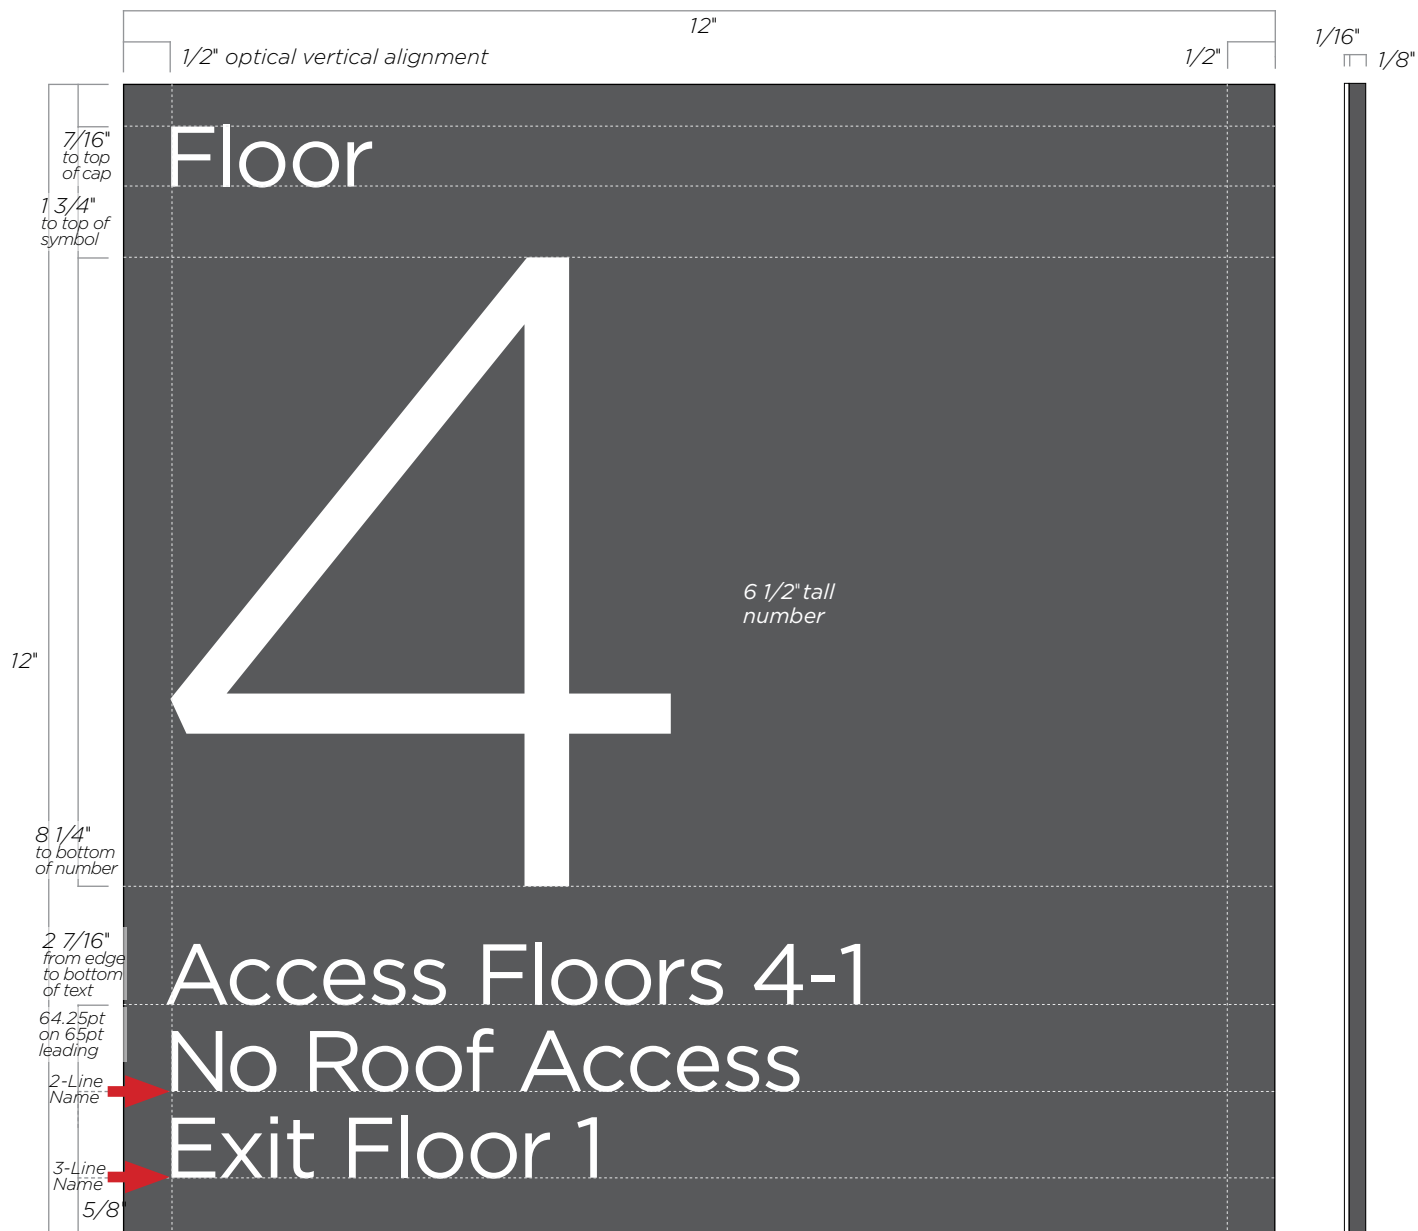 12"
1/2" optical vertical alignment
1/2"
1/16"
1/8"
7/16"
to top
of cap
Floor
1 3/4"
to top of
symbol
4
6 1/2" tall
number
12"
8 1/4"
to bottom
of number
2 7/16"
from edge
to bottom
of text
Access Floors 4-1
64.25pt
on 65pt
leading
No Roof Access
2-Line
Name
Exit Floor 1
3-Line
Name
5/8"